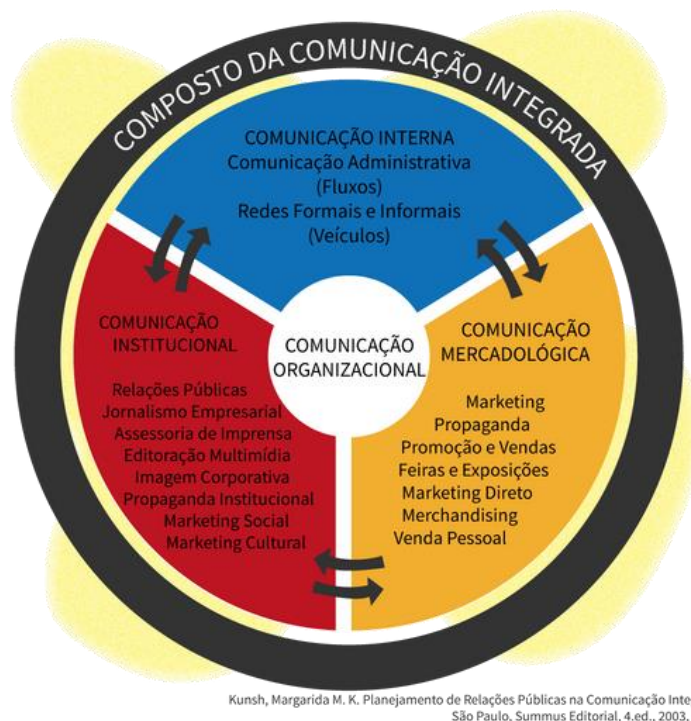 COMPOSTO DA COMUNICAÇÃO INTEGRADA
COMUNICAÇÃO INTERNA
Comunicação Administrativa
(Fluxos)
Redes Formais e Informais
(Veículos)
COMUNICAÇÃO
INSTITUCIONAL
Relações Públicas
Jornalismo Empresarial
Assessoria de Imprensa
Editoração Multimídia
Imagem Corporativa
Propaganda Institucional
Marketing Social
Marketing Cultural
COMUNICAÇÃO
ORGANIZACIONAL
COMUNICAÇÃO
MERCADOLÓGICA
Marketing
Propaganda
Promoção e Vendas
Feiras e Exposições
Marketing Direto
Merchandising
Venda Pessoal
Kunsh, Margarida M. K. Planejamento de Relações Públicas na Comunicação Inte
São Paulo, Summus Editorial, 4.ed., 2003.